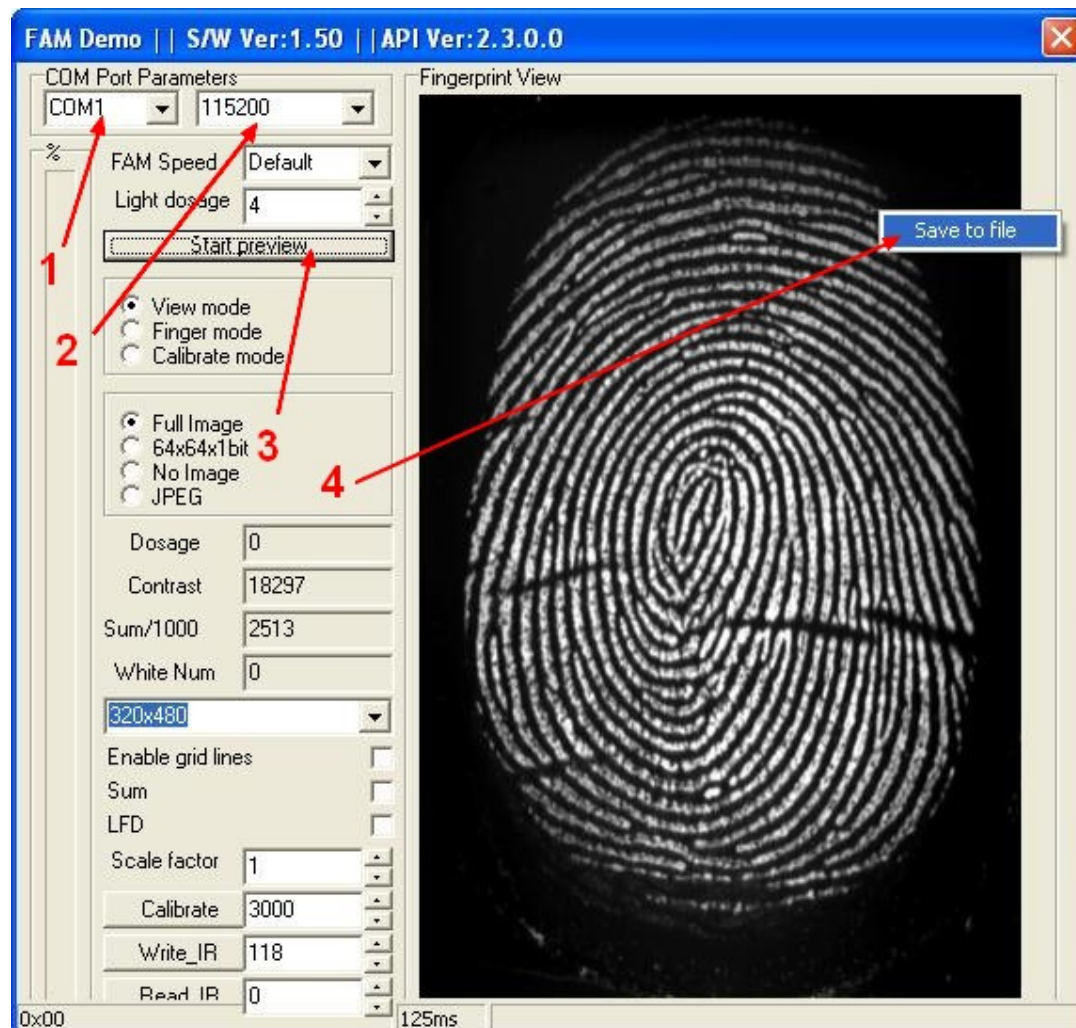 FAM Demo || S/W Ver:1.50 ||API Ver:2.3.0.0
COM Port Parameters
COM1
115200
Fingerprint View
%
FAM Speed
Default
Light dosage
4
Start preview
Save to file
1
View mode
Finger mode
Calibrate mode
2
Full Image
64x64x1bit
No Image
JPEG
3
4
Dosage
0
Contrast
18297
Sum/1000
2513
White Num
0
320x480
Enable grid lines
Sum
LFD
Scale factor
1
Calibrate
3000
Write_IR
118
Read_IR
0
0x00
125ms